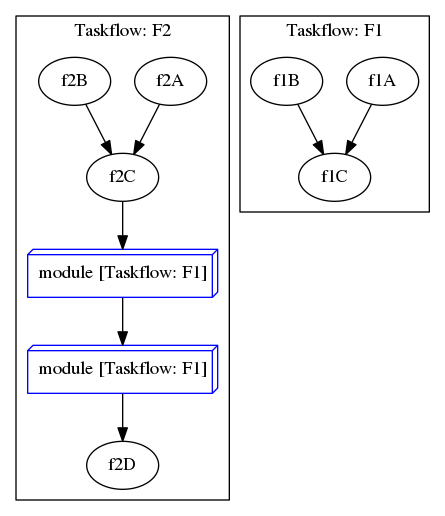 Taskflow: F2
f2B
f2A
f2C
module [Taskflow: F1]
module [Taskflow: F1]
f2D
Taskflow: F1
f1B
f1A
f1C